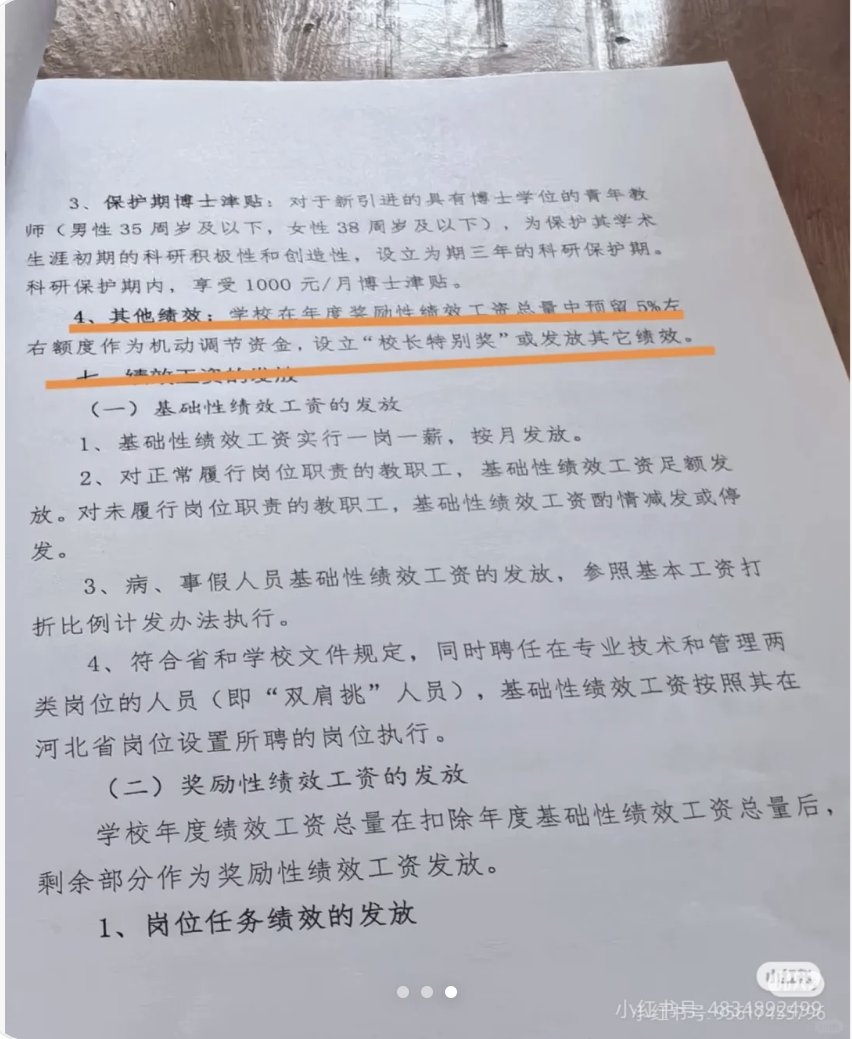 3、保护期博士津贴：对于新引进的具有博士学位的青年教
师（男性 35 周岁及以下，女性 38 周岁及以下），为保护其学术
生涯初期的科研积极性和创造性，设立为期三年的科研保护期。
科研保护期内，享受 1000 元/月博士津贴。
4、其他绩效：学校在年度奖励性绩效工资总量中预留 5%左
右额度作为机动调节资金，设立“校长特别奖”或发放其它绩效。
七、绩效工资的发放
（一）基础性绩效工资的发放
1、基础性绩效工资实行一岗一薪，按月发放。
2、对正常履行岗位职责的教职工，基础性绩效工资足额发
放。对未履行岗位职责的教职工，基础性绩效工资酌情减发或停
发。
3、病、事假人员基础性绩效工资的发放，参照基本工资打
折比例计发办法执行。
4、符合省和学校文件规定，同时聘任在专业技术和管理两
类岗位的人员（即“双肩挑”人员），基础性绩效工资按照其在
河北省岗位设置所聘的岗位执行。
（二）奖励性绩效工资的发放
学校年度绩效工资总量在扣除年度基础性绩效工资总量后，
剩余部分作为奖励性绩效工资发放。
1、岗位任务绩效的发放
小红书号